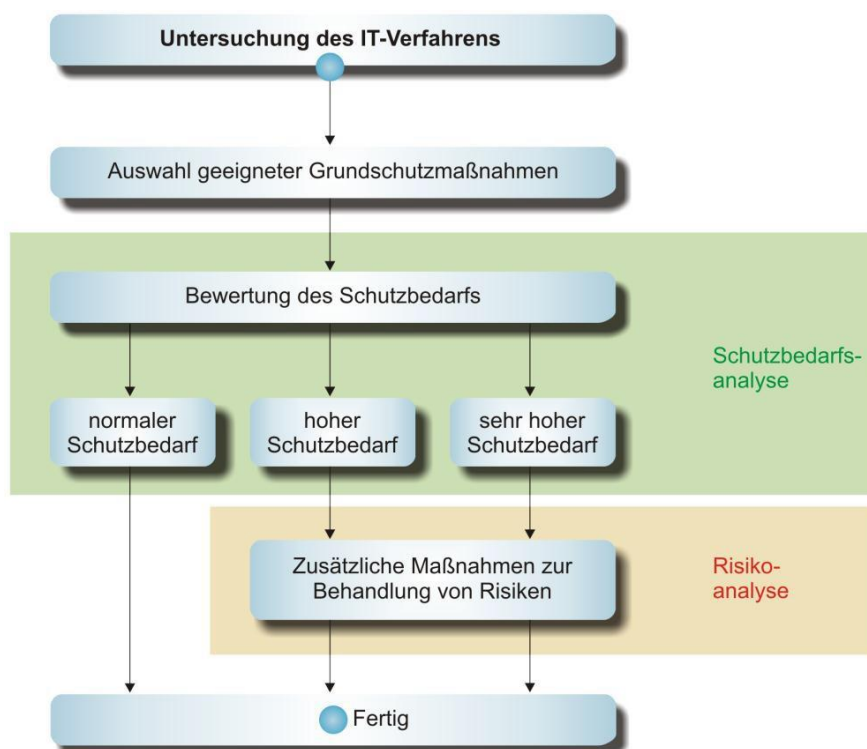 Untersuchung des IT-Verfahrens
Auswahl geeigneter Grundschutzmaßnahmen
Bewertung des Schutzbedarfs
Schutzbedarfs-
analyse
normaler
Schutzbedarf
hoher
Schutzbedarf
sehr hoher
Schutzbedarf
Zusätzliche Maßnahmen zur
Behandlung von Risiken
Risiko-
analyse
Fertig